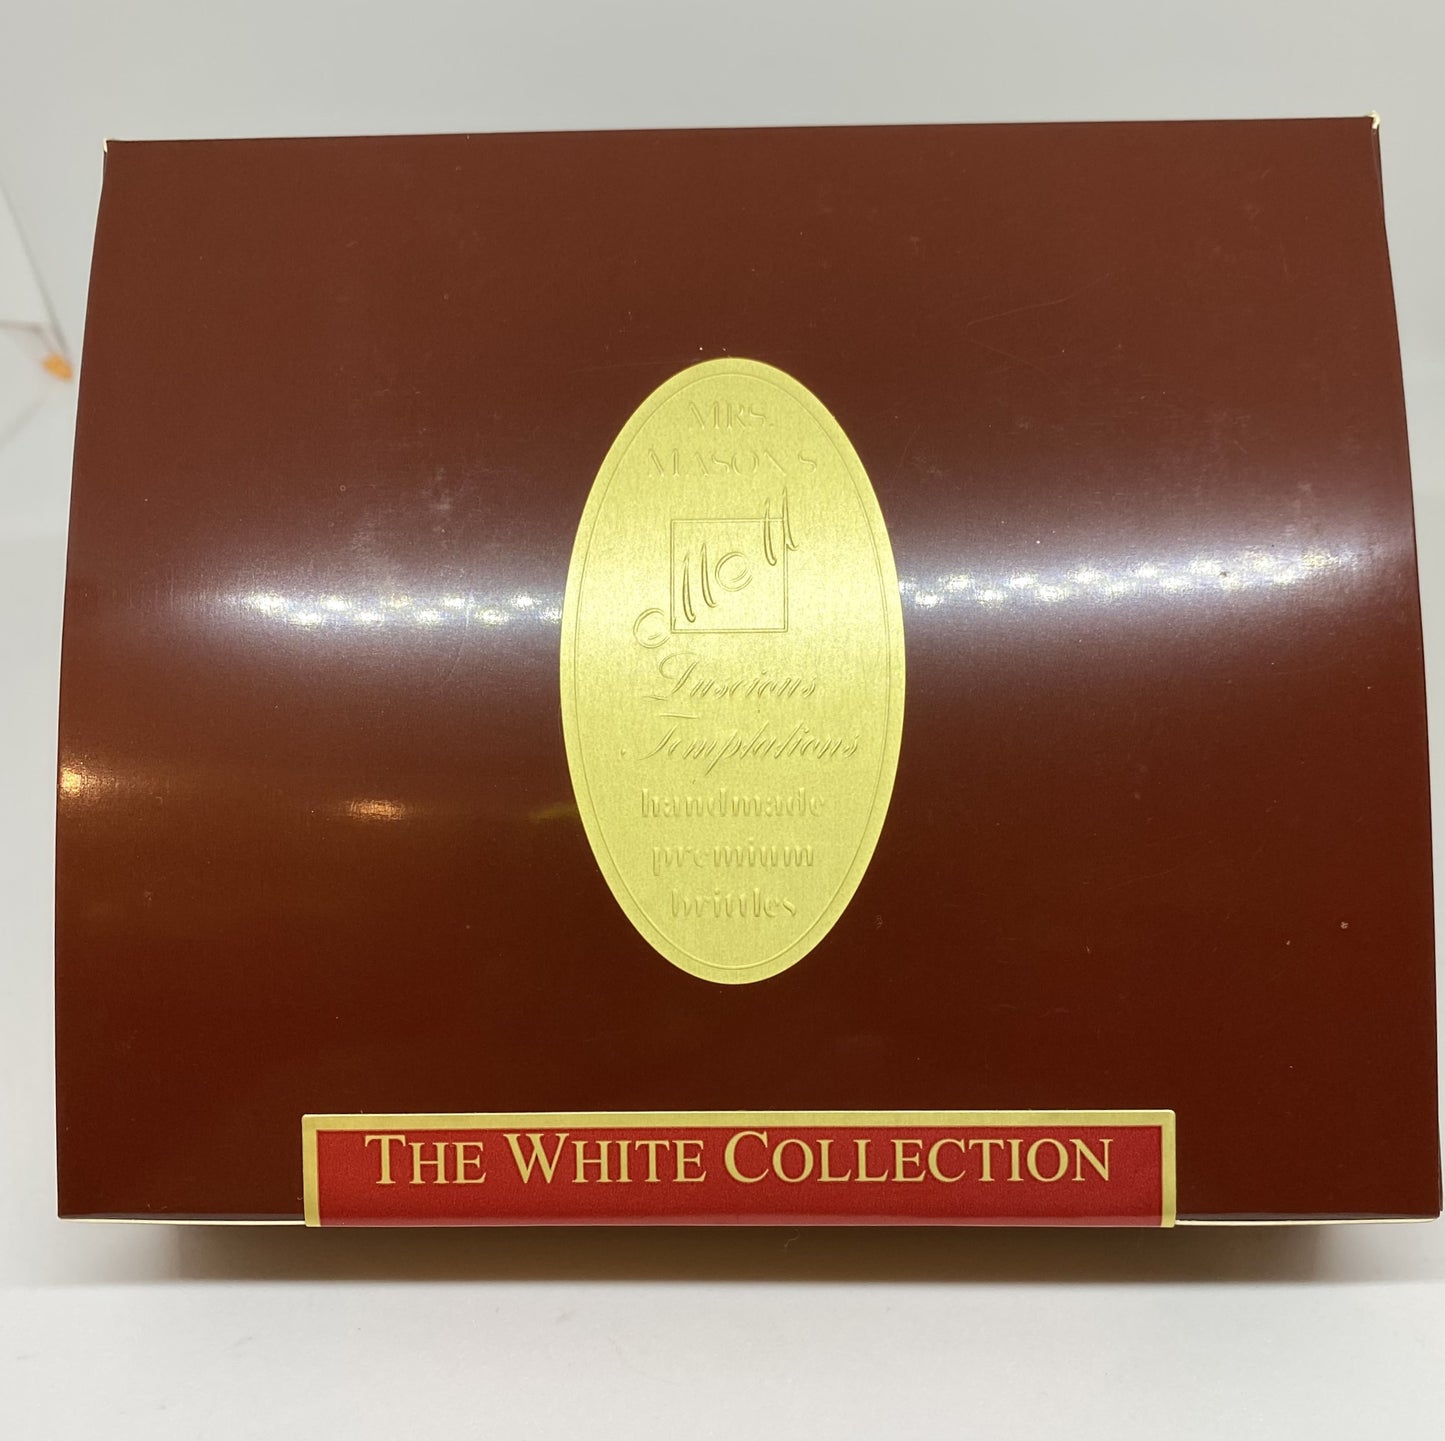 MRS.
MASON'S
Luscious
Temptations
handmade
premium
brittles
THE WHITE COLLECTION